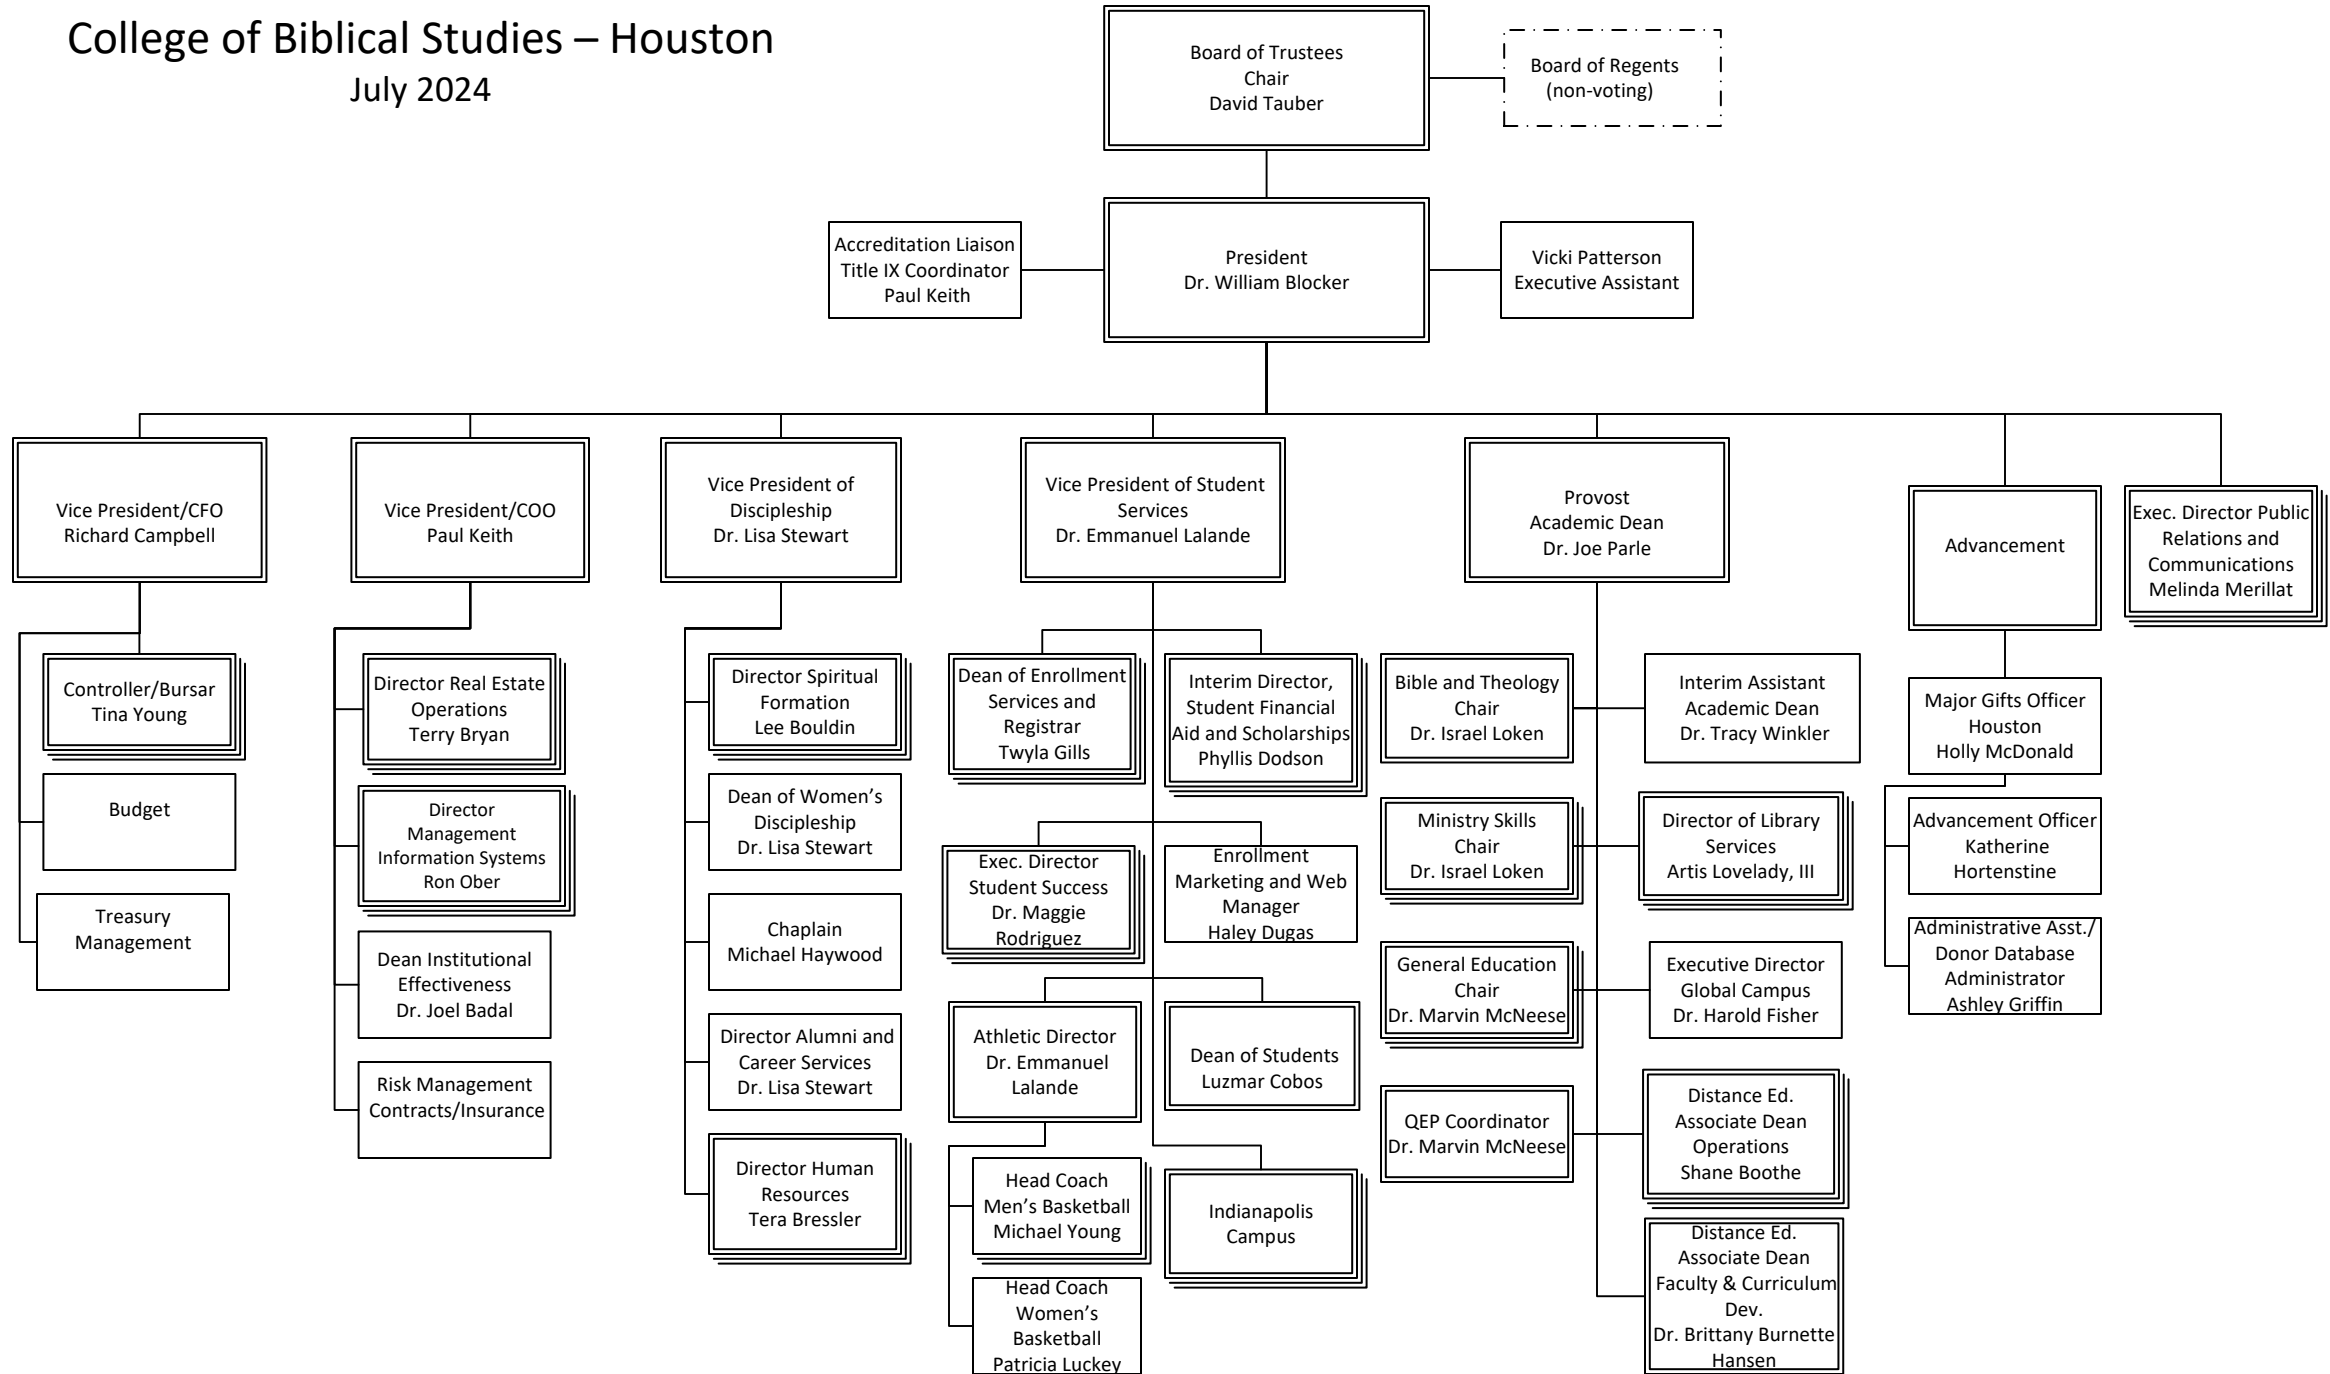 College of Biblical Studies – Houston
July 2024
Board of Trustees
Chair
David Tauber
Board of Regents
(non-voting)
Accreditation Liaison
Title IX Coordinator
Paul Keith
President
Dr. William Blocker
Vicki Patterson
Executive Assistant
Vice President/CFO
Richard Campbell
Vice President/COO
Paul Keith
Vice President of
Discipleship
Dr. Lisa Stewart
Vice President of Student
Services
Dr. Emmanuel Lalande
Provost
Academic Dean
Dr. Joe Parle
Advancement
Exec. Director Public
Relations and
Communications
Melinda Merillat
Controller/Bursar
Tina Young
Budget
Treasury
Management
Director Real Estate
Operations
Terry Bryan
Director
Management
Information Systems
Ron Ober
Dean Institutional
Effectiveness
Dr. Joel Badal
Risk Management
Contracts/Insurance
Director Spiritual
Formation
Lee Bouldin
Dean of Women’s
Discipleship
Dr. Lisa Stewart
Chaplain
Michael Haywood
Director Alumni and
Career Services
Dr. Lisa Stewart
Director Human
Resources
Tera Bressler
Dean of Enrollment
Services and
Registrar
Twyla Gills
Interim Director,
Student Financial
Aid and Scholarships
Phyllis Dodson
Exec. Director
Student Success
Dr. Maggie
Rodriguez
Enrollment
Marketing and Web
Manager
Haley Dugas
Athletic Director
Dr. Emmanuel
Lalande
Dean of Students
Luzmar Cobos
Head Coach
Men’s Basketball
Michael Young
Head Coach
Women’s
Basketball
Patricia Luckey
Indianapolis
Campus
Bible and Theology
Chair
Dr. Israel Loken
Interim Assistant
Academic Dean
Dr. Tracy Winkler
Ministry Skills
Chair
Dr. Israel Loken
Director of Library
Services
Artis Lovelady, III
General Education
Chair
Dr. Marvin McNeese
Executive Director
Global Campus
Dr. Harold Fisher
QEP Coordinator
Dr. Marvin McNeese
Distance Ed.
Associate Dean
Operations
Shane Boothe
Distance Ed.
Associate Dean
Faculty & Curriculum
Dev.
Dr. Brittany Burnette
Hansen
Major Gifts Officer
Houston
Holly McDonald
Advancement Officer
Katherine
Hortenstine
Administrative Asst./
Donor Database
Administrator
Ashley Griffin